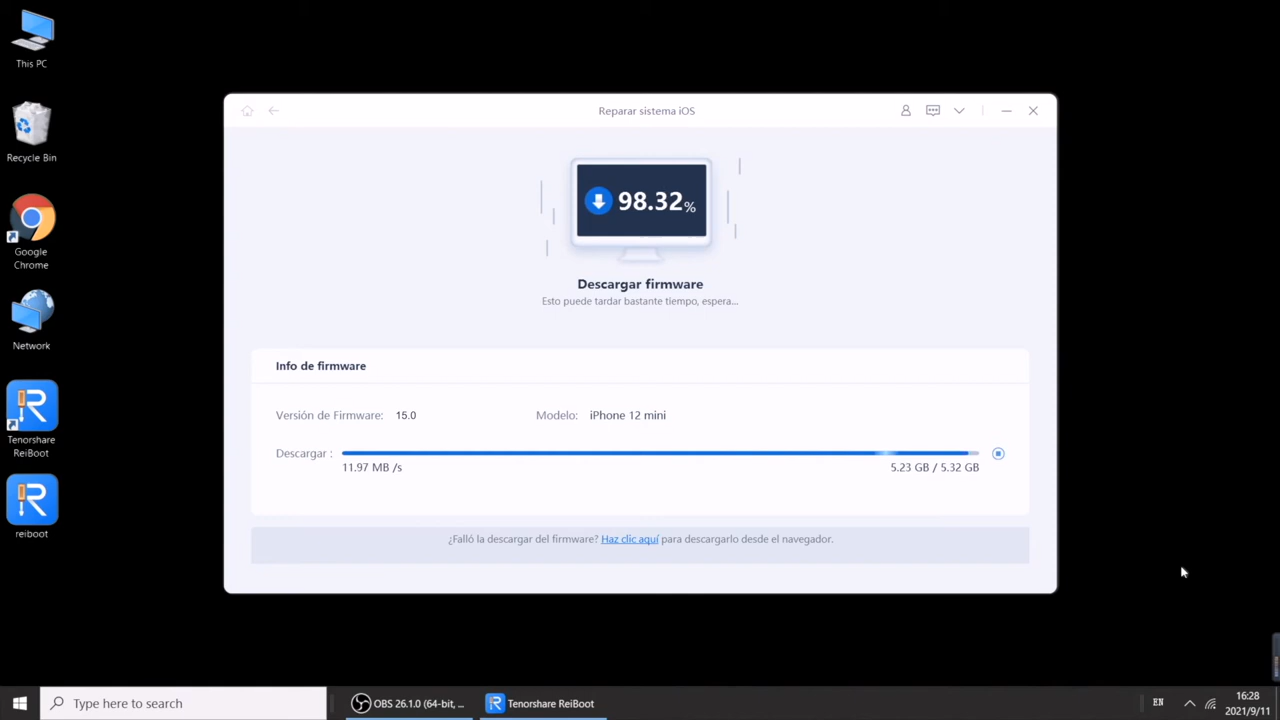 This PC
Recycle Bin
Google
Chrome
Network
Tenorshare
ReiBoot
reiboot
Reparar sistema iOS
98.32%
Descargar firmware
Esto puede tardar bastante tiempo, espera...
Info de firmware
Versión de Firmware: 15.0 Modelo: iPhone 12 mini
Descargar :
11.97 MB /s 5.23 GB / 5.32 GB
¿Falló la descargar del firmware? Haz clic aquí para descargarlo desde el navegador.
Type here to search
OBS 26.1.0 (64-bit, ...
Tenorshare ReiBoot
EN
16:28
2021/9/11